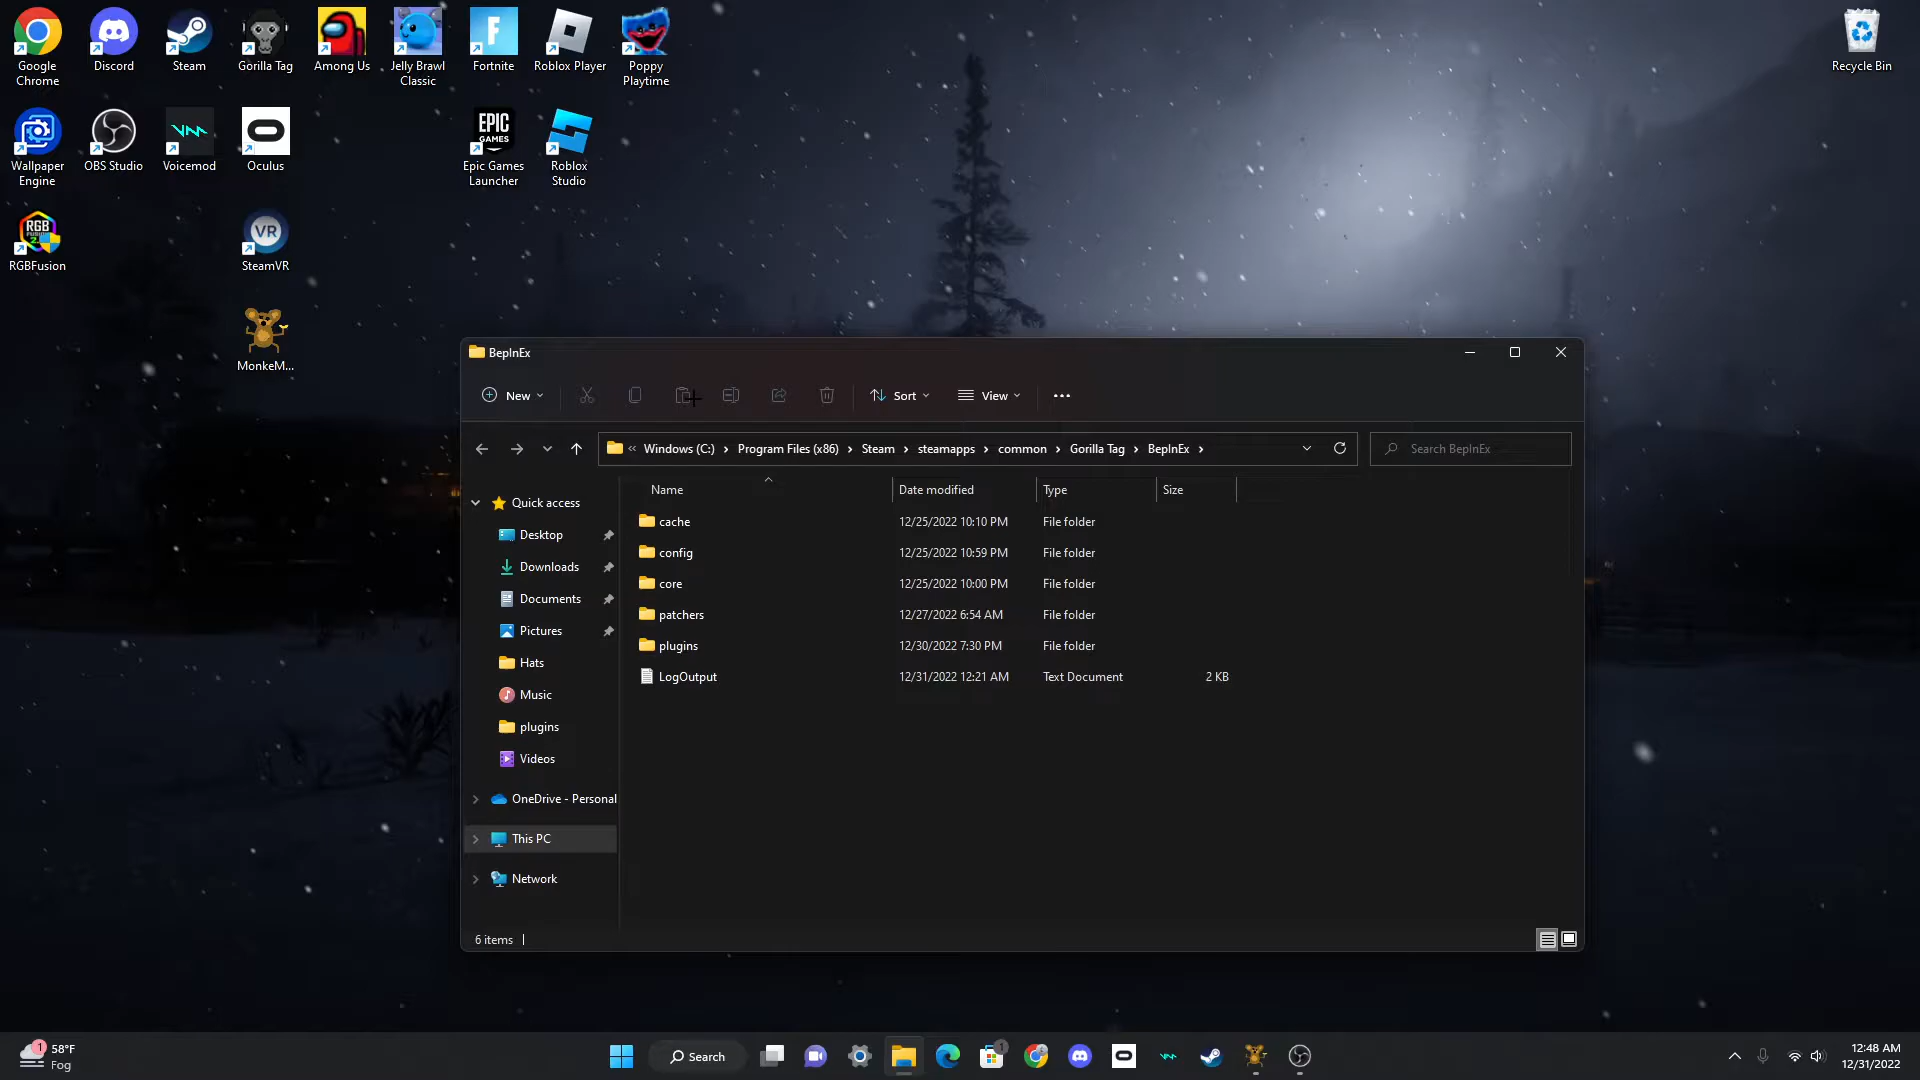 Google
Chrome
Discord
Steam
Gorilla Tag
Among Us
Jelly Brawl
Classic
F
Fortnite
Roblox Player
Poppy
Playtime
Recycle Bin
Wallpaper
Engine
OBS Studio
Voicemod
Oculus
EPIC
GAMES
Epic Games
Launcher
Roblox
Studio
RGB
RGBFusion
VR
SteamVR
MonkeM...
BepInEx
New
Sort
View
Windows (C:) > Program Files (x86) > Steam > steamapps > common > Gorilla Tag > BepInEx >
Search BepInEx
Name Date modified Type Size
Quick access
Desktop
Downloads
Documents
Pictures
Hats
Music
plugins
Videos
OneDrive - Personal
This PC
Network
cache 12/25/2022 10:10 PM File folder
config 12/25/2022 10:59 PM File folder
core 12/25/2022 10:00 PM File folder
patchers 12/27/2022 6:54 AM File folder
plugins 12/30/2022 7:30 PM File folder
LogOutput 12/31/2022 12:21 AM Text Document 2 KB
6 items
1
58°F
Fog
Search
1
12:48 AM
12/31/2022